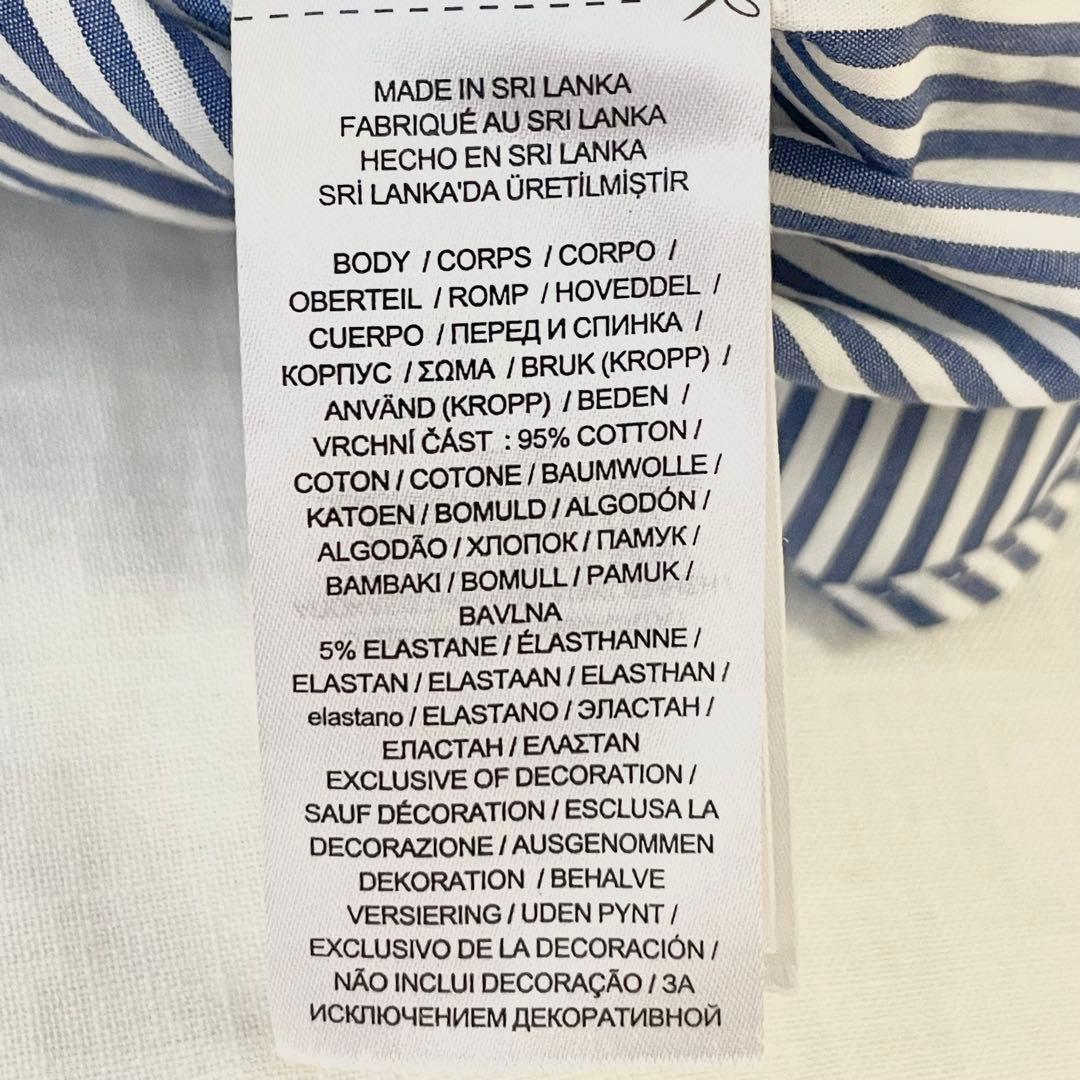 MADE IN SRI LANKA
FABRIQUÉ AU SRI LANKA
HECHO EN SRI LANKA
SRİ LANKA'DA ÜRETİLMİŞTİR
BODY / CORPS / CORPO /
OBERTEIL / ROMP / HOVEDDEL /
CUERPO / ПЕРЕД И СПИНКА /
КОРПУС / ΣΩΜΑ / BRUK (KROPP) /
ANVÄND (KROPP) / BEDEN /
VRCHNÍ ČÁST : 95% COTTON /
COTON / COTONE / BAUMWOLLE /
KATOEN / BOMULD / ALGODÓN /
ALGODÃO / ХЛОПОК / ПАМУК /
BAMBAKI / BOMULL / PAMUK /
BAVLNA
5% ELASTANE / ÉLASTHANNE /
ELASTAN / ELASTAAN / ELASTHAN /
elastano / ELASTANO / ЭЛАСТАН /
ЕЛАСТАН / ΕΛΑΣΤΑΝ
EXCLUSIVE OF DECORATION /
SAUF DÉCORATION / ESCLUSA LA
DECORAZIONE / AUSGENOMMEN
DEKORATION / BEHALVE
VERSIERING / UDEN PYNT /
EXCLUSIVO DE LA DECORACIÓN /
NÃO INCLUI DECORAÇÃO / ЗА
ИСКЛЮЧЕНИЕМ ДЕКОРАТИВНОЙ